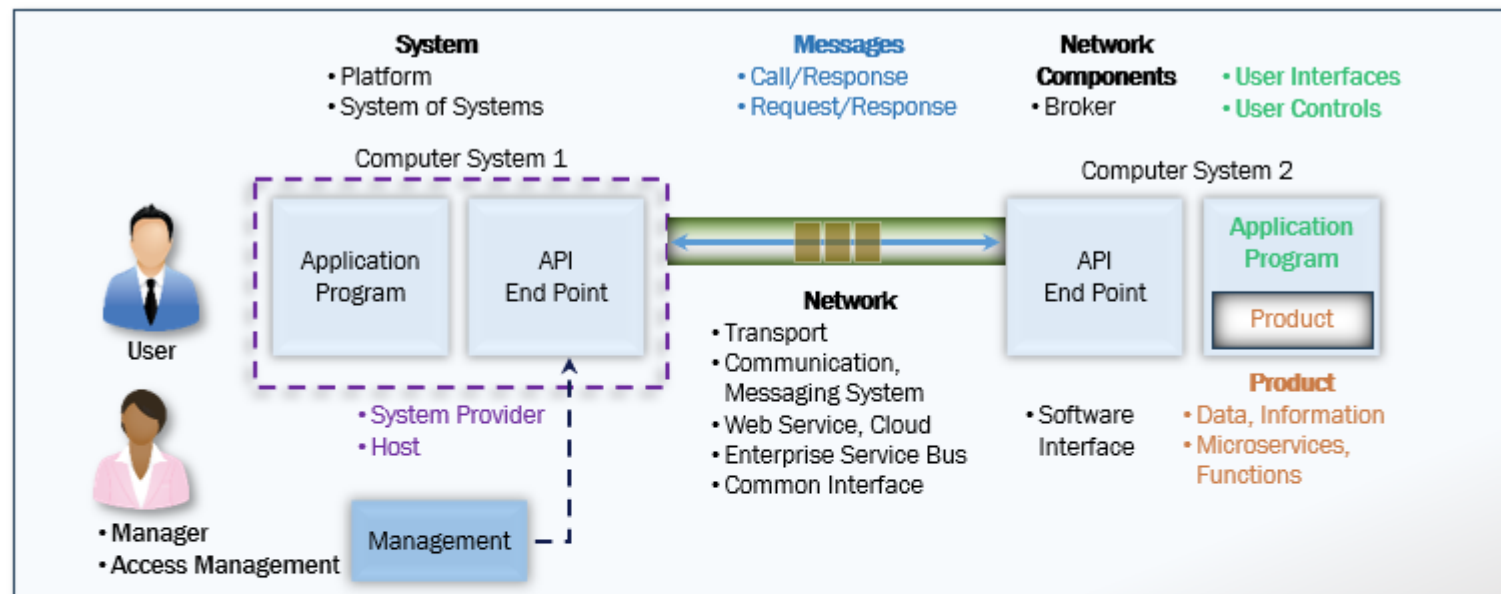 System
• Platform
• System of Systems
Messages
• Call/Response
• Request/Response
Network
Components
• Broker
• User Interfaces
• User Controls
Computer System 1
Computer System 2
User
Application
Program
API
End Point
API
End Point
Application
Program
Product
Network
• Transport
• Communication,
Messaging System
• Web Service, Cloud
• Enterprise Service Bus
• Common Interface
• System Provider
• Host
• Software
Interface
Product
• Data, Information
• Microservices,
Functions
• Manager
• Access Management
Management